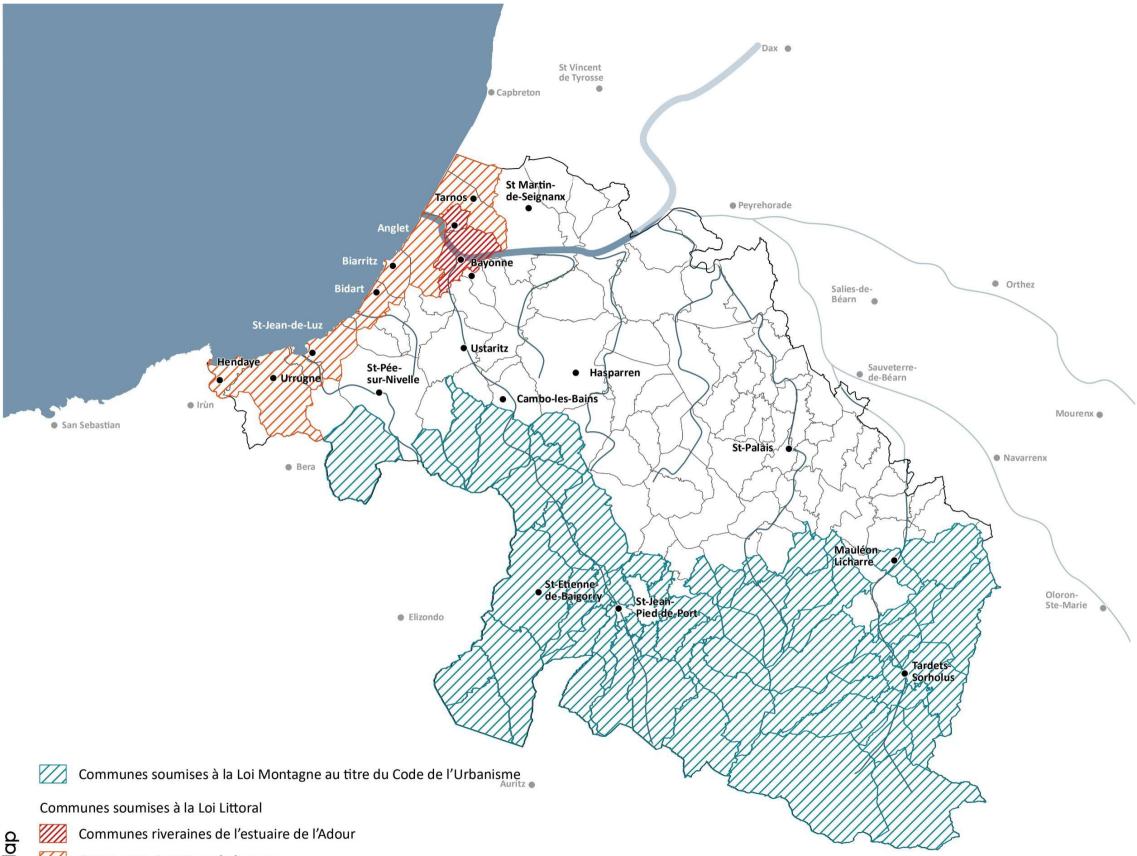 Dax
St Vincent
de Tyrosse
Capbreton
St Martin-
de-Seignanx
Tarnos
Peyrehorade
Anglet
Biarritz
Bayonne
Bidart
Orthez
Salies-de-
Béarn
St-Jean-de-Luz
Ustaritz
Hendaye
Urrugne
St-Pée-
sur-Nivelle
Hasparren
Sauveterre-
de-Béarn
Cambo-les-Bains
Irùn
Mourenx
San Sebastian
St-Palais
Navarrenx
Bera
Mauléon-
Licharre
St-Etienne-
de-Baigorry
St-Jean-
Pied-de-Port
Oloron-
Ste-Marie
Elizondo
Tardets-
Sorholus
Communes soumises à la Loi Montagne au titre du Code de l'Urbanisme
Auritz
Communes soumises à la Loi Littoral
Communes riveraines de l'estuaire de l'Adour